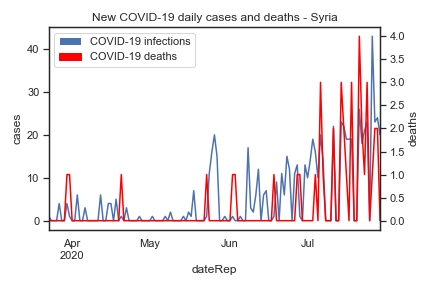 New COVID-19 daily cases and deaths - Syria
COVID-19 infections
COVID-19 deaths
40
30
20
10
0
cases
4.0
3.5
3.0
2.5
2.0
1.5
1.0
0.5
0.0
deaths
Apr
2020
May
Jun
Jul
dateRep